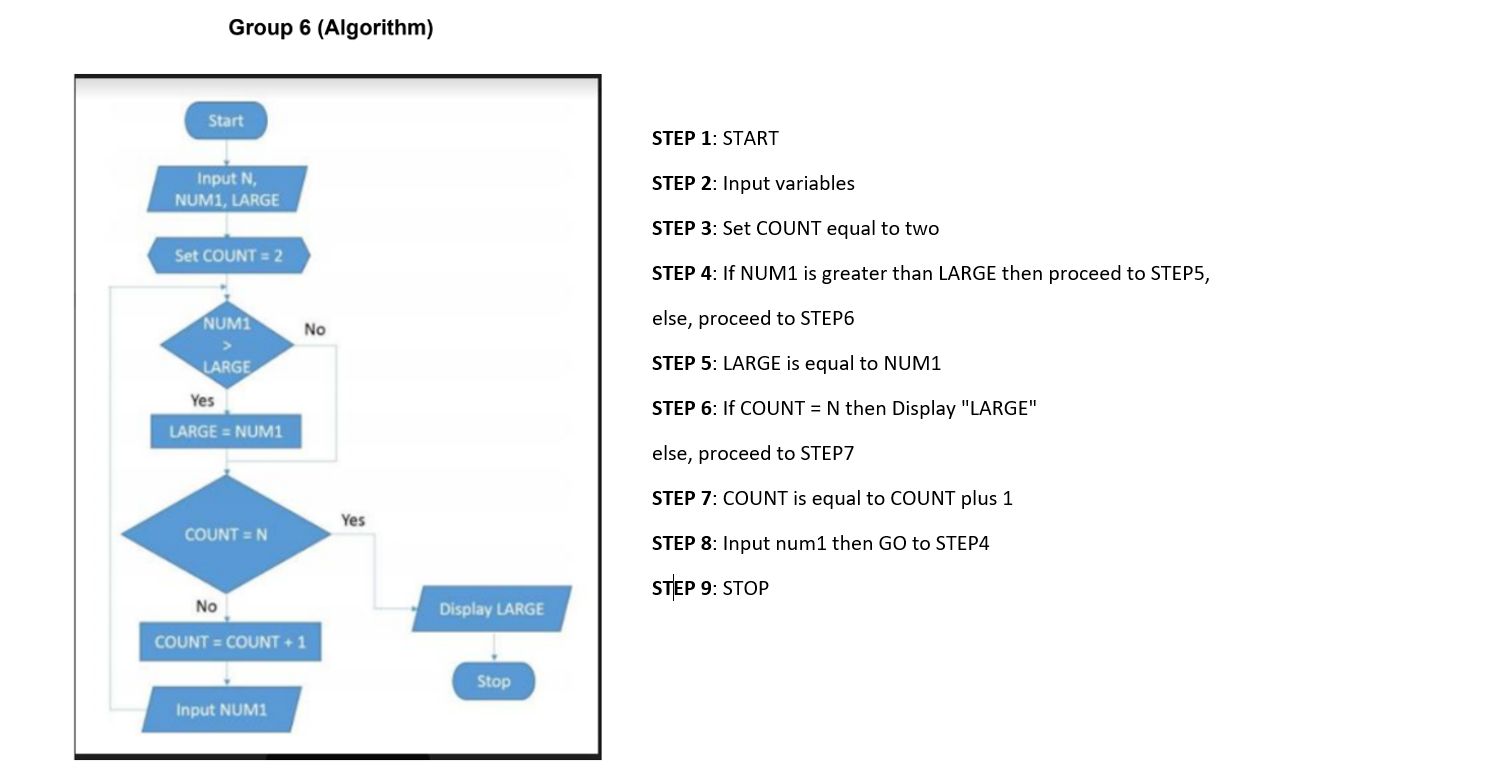 Group 6 (Algorithm)
Start
Input N,
NUM1, LARGE
Set COUNT = 2
NUM1
>
LARGE
No
Yes
LARGE = NUM1
COUNT = N
Yes
No
COUNT = COUNT + 1
Input NUM1
Display LARGE
Stop
STEP 1: START
STEP 2: Input variables
STEP 3: Set COUNT equal to two
STEP 4: If NUM1 is greater than LARGE then proceed to STEP5,
else, proceed to STEP6
STEP 5: LARGE is equal to NUM1
STEP 6: If COUNT = N then Display "LARGE"
else, proceed to STEP7
STEP 7: COUNT is equal to COUNT plus 1
STEP 8: Input num1 then GO to STEP4
STEP 9: STOP